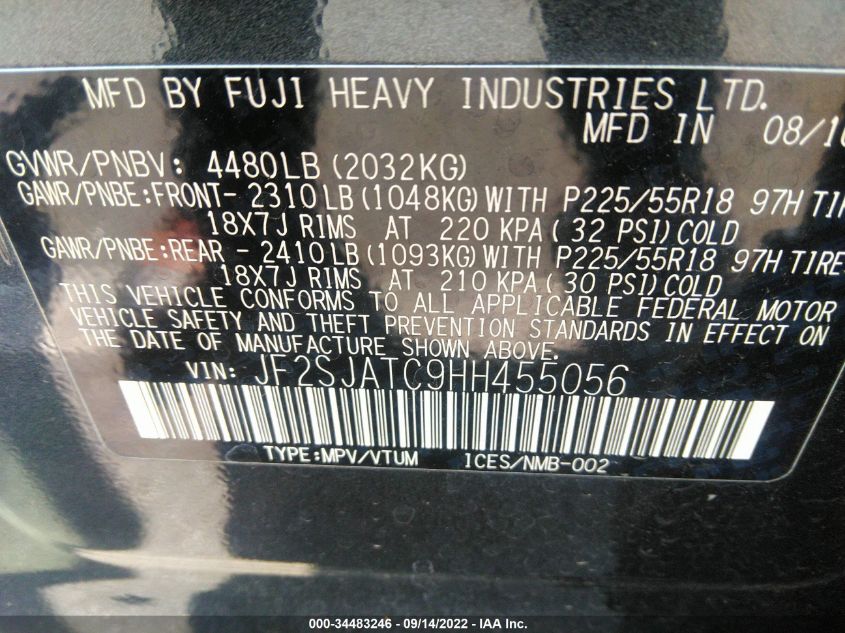 MFD BY FUJI HEAVY INDUSTRIES LTD.
MFD IN 08/1
GVWR/PNBV: 4480LB (2032KG)
GAWR/PNBE:FRONT- 2310LB (1048KG) WITH P225/55R18 97H
18X7J RIMS AT 220 KPA( 32 PSI) COLD
GAWR/PNBE:REAR - 2410LB (1093KG) WITH P225/55R18 97H TIRE
18X7J RIMS AT 210 KPA (30 PSI) COLD
THIS VEHICLE CONFORMS TO ALL APPLICABLE FEDERAL MOTOR
VEHICLE SAFETY AND THEFT PREVENTION STANDARDS IN EFFECT ON
THE DATE OF MANUFACTURE SHOWN ABOVE.
VIN: JF2SJATC9HH455056
TYPE:MPV/VTUM ICES/NMB-002
000-34483246 - 09/14/2022 - IAA Inc.